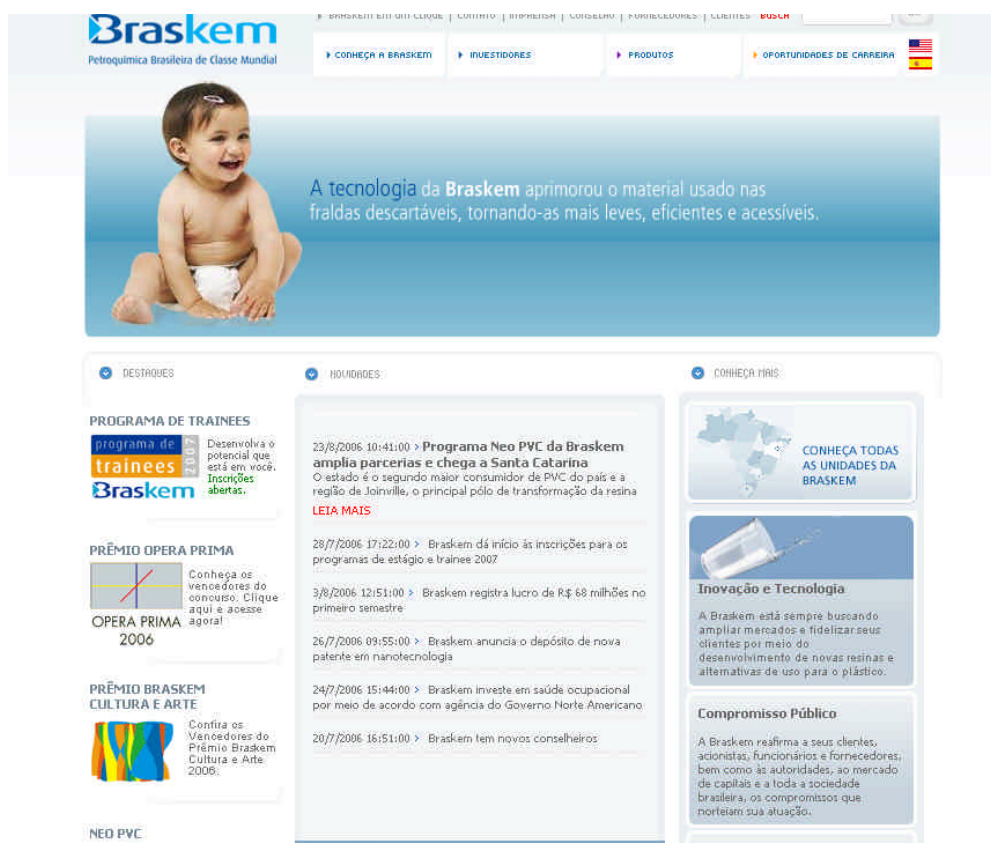 BRASKEM EM UM CLIQUE | CONTATO | IMPRENSA | CONSELHO | FORNECEDORES | CLIENTES BUSCA
Braskem
Petroquímica Brasileira de Classe Mundial
CONHEÇA A BRASKEM
INVESTIDORES
PRODUTOS
OPORTUNIDADES DE CARREIRA
A tecnologia da Braskem aprimorou o material usado nas
fraldas descartáveis, tornando-as mais leves, eficientes e acessíveis.
DESTAQUES
PROGRAMA DE TRAINEES
programa de
trainees
2007
Braskem
Desenvolva o
potencial que
está em você.
Inscrições
abertas.
PRÊMIO OPERA PRIMA
OPERA PRIMA
2006
Conheça os
vencedores do
concurso. Clique
aqui e acesse
agora!
PRÊMIO BRASKEM
CULTURA E ARTE
Confira os
Vencedores do
Prêmio Braskem
Cultura e Arte
2006.
NEO PVC
NOVIDADES
23/8/2006 10:41:00 > Programa Neo PVC da Braskem
amplia parcerias e chega a Santa Catarina
O estado é o segundo maior consumidor de PVC do país e a
região de Joinville, o principal pólo de transformação da resina
LEIA MAIS
28/7/2006 17:22:00 > Braskem dá início às inscrições para os
programas de estágio e trainee 2007
3/8/2006 12:51:00 > Braskem registra lucro de R$ 68 milhões no
primeiro semestre
26/7/2006 09:55:00 > Braskem anuncia o depósito de nova
patente em nanotecnologia
24/7/2006 15:44:00 > Braskem investe em saúde ocupacional
por meio de acordo com agência do Governo Norte Americano
20/7/2006 16:51:00 > Braskem tem novos conselheiros
CONHEÇA MAIS
CONHEÇA TODAS
AS UNIDADES DA
BRASKEM
Inovação e Tecnologia
A Braskem está sempre buscando
ampliar mercados e fidelizar seus
clientes por meio do
desenvolvimento de novas resinas e
alternativas de uso para o plástico.
Compromisso Público
A Braskem reafirma a seus clientes,
acionistas, funcionários e fornecedores,
bem como às autoridades, ao mercado
de capitais e a toda a sociedade
brasileira, os compromissos que
norteiam sua atuação.